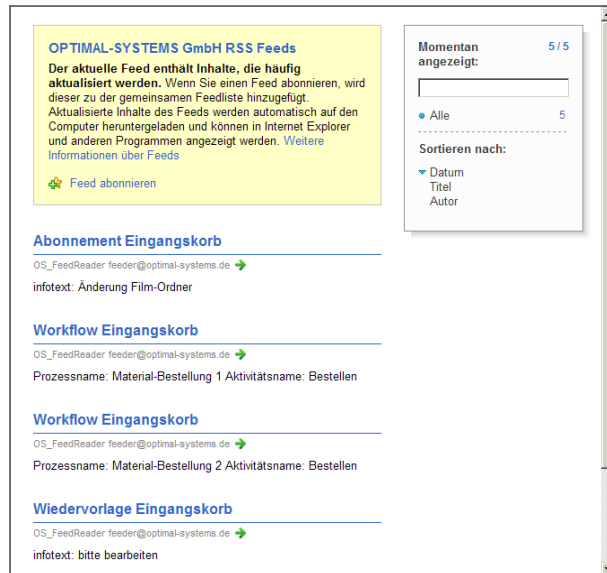 OPTIMAL-SYSTEMS GmbH RSS Feeds
Der aktuelle Feed enthält Inhalte, die häufig
aktualisiert werden. Wenn Sie einen Feed abonnieren, wird
dieser zu der gemeinsamen Feedliste hinzugefügt.
Aktualisierte Inhalte des Feeds werden automatisch auf den
Computer heruntergeladen und können in Internet Explorer
und anderen Programmen angezeigt werden. Weitere
Informationen über Feeds
Feed abonnieren
Abonnement Eingangskorb
OS_FeedReader feeder@optimal-systems.de
infotext: Änderung Film-Ordner
Workflow Eingangskorb
OS_FeedReader feeder@optimal-systems.de
Prozessname: Material-Bestellung 1 Aktivitätsname: Bestellen
Workflow Eingangskorb
OS_FeedReader feeder@optimal-systems.de
Prozessname: Material-Bestellung 2 Aktivitätsname: Bestellen
Wiedervorlage Eingangskorb
OS_FeedReader feeder@optimal-systems.de
infotext: bitte bearbeiten
Momentan 5 / 5
angezeigt:
Alle 5
Sortieren nach:
Datum
Titel
Autor